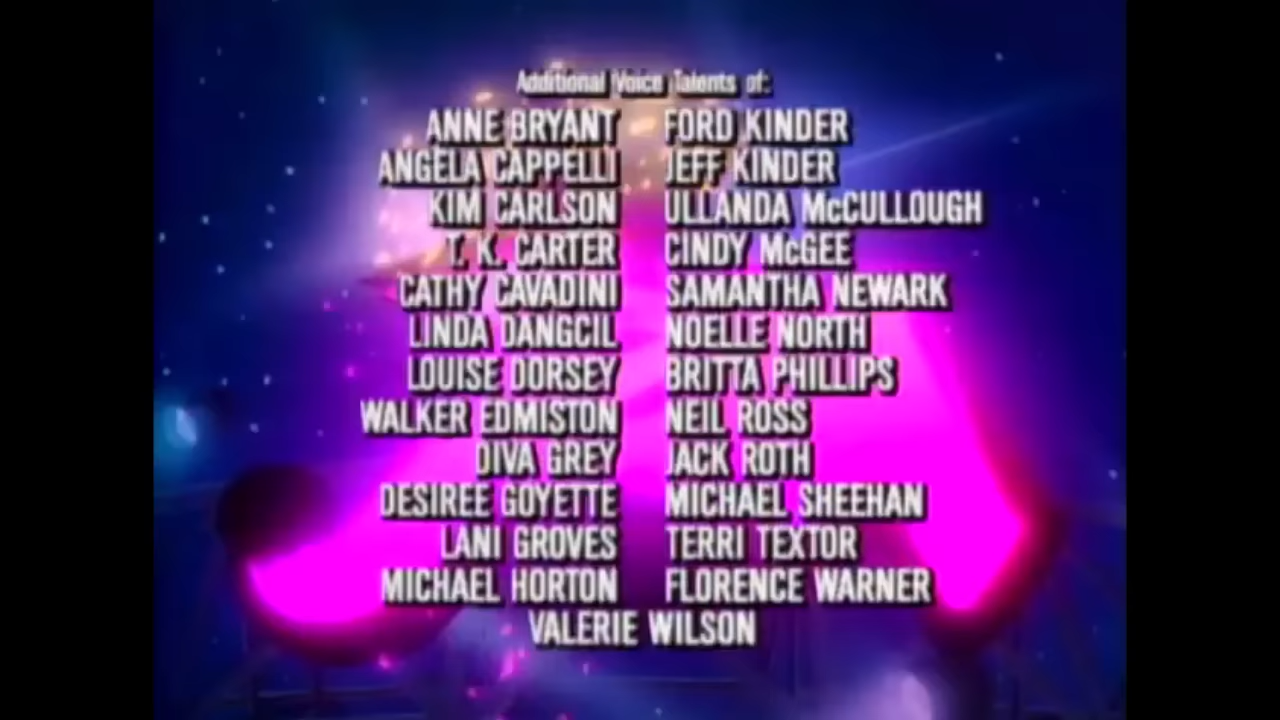 Additional Voice Talents of:
ANNE BRYANT FORD KINDER
ANGELA CAPPELLI JEFF KINDER
KIM CARLSON ULLANDA McCULLOUGH
T. K. CARTER CINDY McGEE
CATHY CAVADINI SAMANTHA NEWARK
LINDA DANGCIL NOELLE NORTH
LOUISE DORSEY BRITTA PHILLIPS
WALKER EDMISTON NEIL ROSS
DIVA GREY JACK ROTH
DESIREE GOYETTE MICHAEL SHEEHAN
LANI GROVES TERRI TEXTOR
MICHAEL HORTON FLORENCE WARNER
VALERIE WILSON